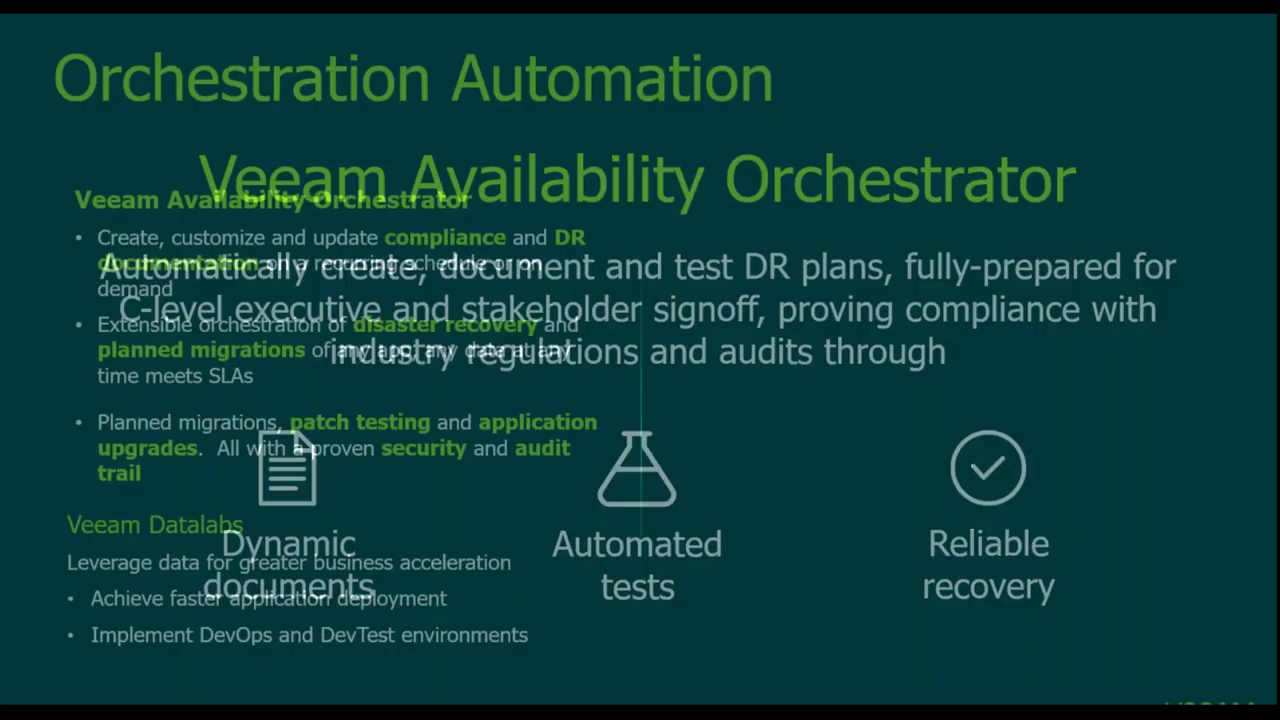 Orchestration Automation
Veeam Availability Orchestrator
Automatically create, document and test DR plans, fully-prepared for
C-level executive and stakeholder signoff, proving compliance with
industry regulations and audits through
Dynamic
documents
Automated
tests
Reliable
recovery
Veeam Availability Orchestrator
• Create, customize and update compliance and DR
documentation on a recurring schedule or on
demand
• Extensible orchestration of disaster recovery and
planned migrations of any app, any data at any
time meets SLAs
• Planned migrations, patch testing and application
upgrades. All with a proven security and audit
trail
Veeam Datalabs
Leverage data for greater business acceleration
• Achieve faster application deployment
• Implement DevOps and DevTest environments